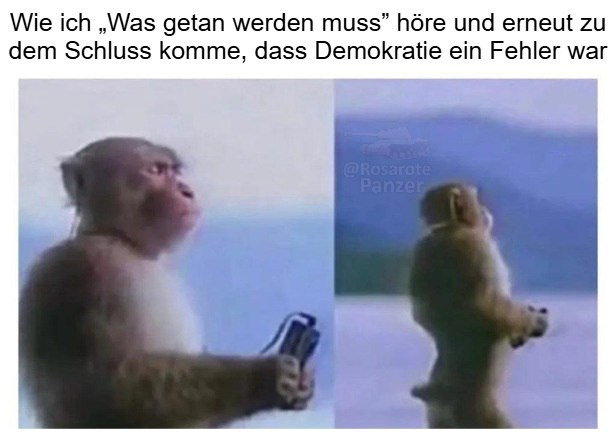 Wie ich „Was getan werden muss” höre und erneut zu
dem Schluss komme, dass Demokratie ein Fehler war
@Rosarote
Panzer